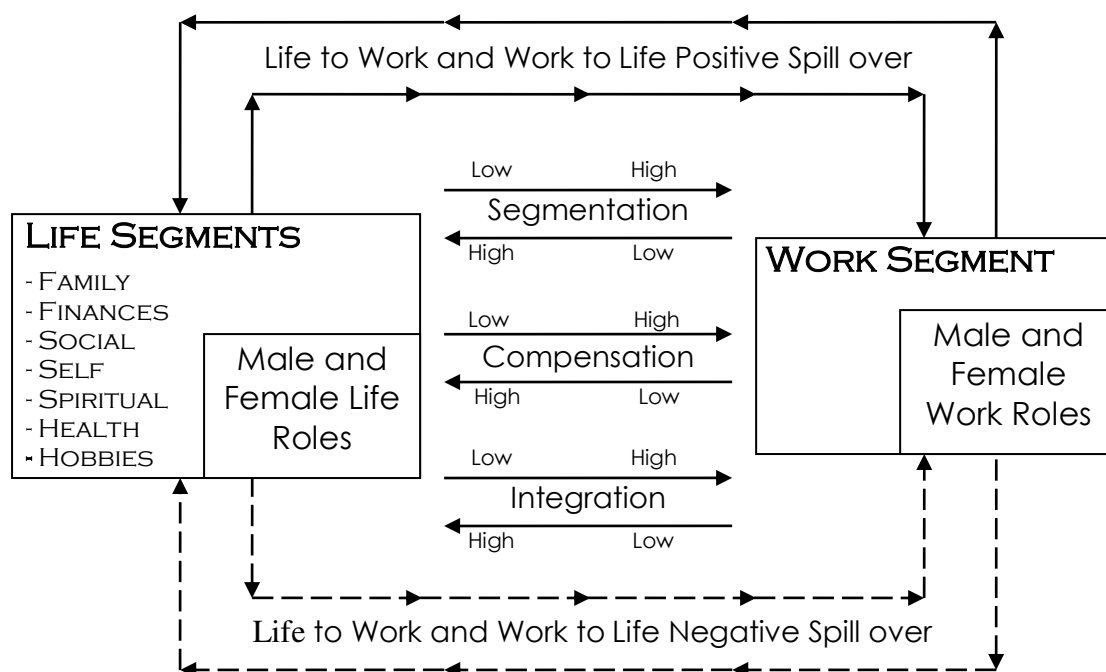 Life to Work and Work to Life Positive Spill over
Low High
Segmentation
High Low
LIFE SEGMENTS
- FAMILY
- FINANCES
- SOCIAL
- SELF
- SPIRITUAL
- HEALTH
- HOBBIES
Male and
Female Life
Roles
Low High
Compensation
High Low
Low High
Integration
High Low
WORK SEGMENT
Male and
Female
Work Roles
Life to Work and Work to Life Negative Spill over